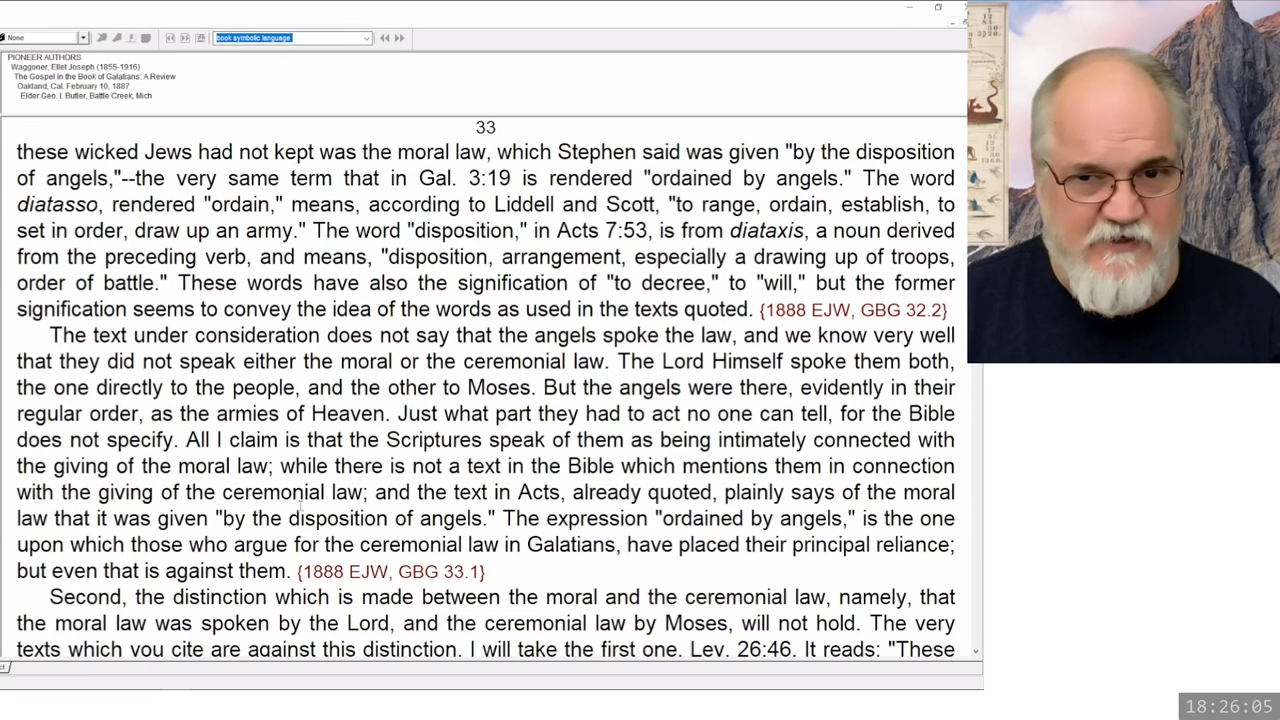 None
book symbolic language
PIONEER AUTHORS
Waggoner, Ellet Joseph (1855-1916)
The Gospel in the Book of Galatians: A Review
Oakland, Cal. February 10, 1887
Elder Geo. I. Butler, Battle Creek, Mich
33
these wicked Jews had not kept was the moral law, which Stephen said was given "by the disposition
of angels,"--the very same term that in Gal. 3:19 is rendered "ordained by angels." The word
diatasso, rendered "ordain," means, according to Liddell and Scott, "to range, ordain, establish, to
set in order, draw up an army." The word "disposition," in Acts 7:53, is from diataxis, a noun derived
from the preceding verb, and means, "disposition, arrangement, especially a drawing up of troops,
order of battle." These words have also the signification of "to decree," to "will," but the former
signification seems to convey the idea of the words as used in the texts quoted. {1888 EJW, GBG 32.2}
The text under consideration does not say that the angels spoke the law, and we know very well
that they did not speak either the moral or the ceremonial law. The Lord Himself spoke them both,
the one directly to the people, and the other to Moses. But the angels were there, evidently in their
regular order, as the armies of Heaven. Just what part they had to act no one can tell, for the Bible
does not specify. All I claim is that the Scriptures speak of them as being intimately connected with
the giving of the moral law; while there is not a text in the Bible which mentions them in connection
with the giving of the ceremonial law; and the text in Acts, already quoted, plainly says of the moral
law that it was given "by the disposition of angels." The expression "ordained by angels," is the one
upon which those who argue for the ceremonial law in Galatians, have placed their principal reliance;
but even that is against them. {1888 EJW, GBG 33.1}
Second, the distinction which is made between the moral and the ceremonial law, namely, that
the moral law was spoken by the Lord, and the ceremonial law by Moses, will not hold. The very
texts which you cite are against this distinction. I will take the first one. Lev. 26:46. It reads: "These
18:26:05